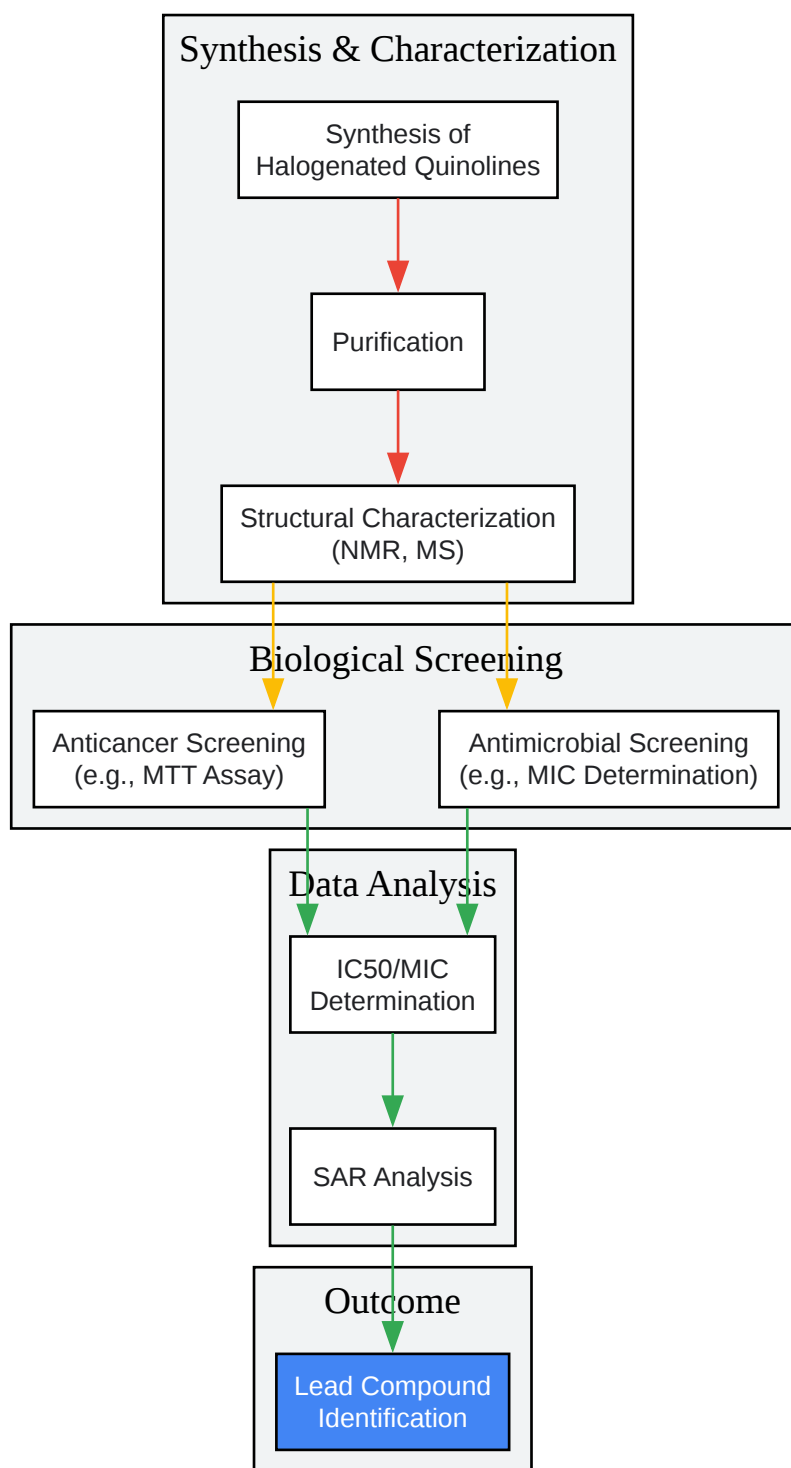 Synthesis & Characterization
Synthesis of
Halogenated Quinolines
Purification
Structural Characterization
(NMR, MS)
Biological Screening
Anticancer Screening
(e.g., MTT Assay)
Antimicrobial Screening
(e.g., MIC Determination)
Data Analysis
IC50/MIC
Determination
SAR Analysis
Outcome
Lead Compound
Identification